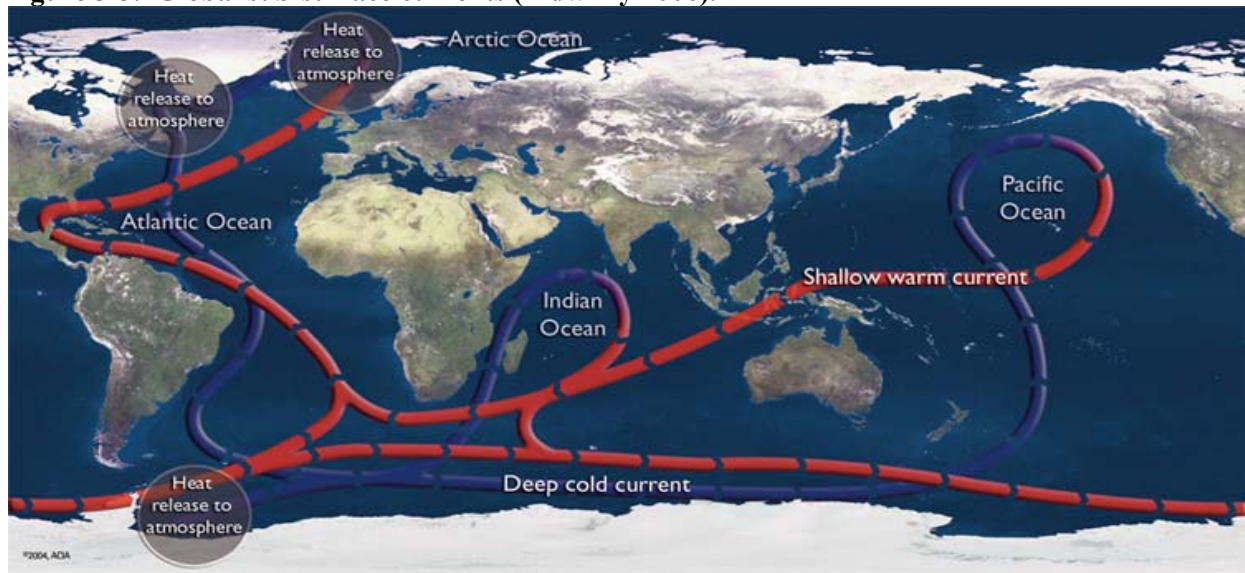 Heat
release to
atmosphere
Arctic Ocean
Heat
release to
atmosphere
Pacific
Ocean
Atlantic Ocean
Shallow warm current
Indian
Ocean
Deep cold current
Heat
release to
atmosphere
©2004, ACIA